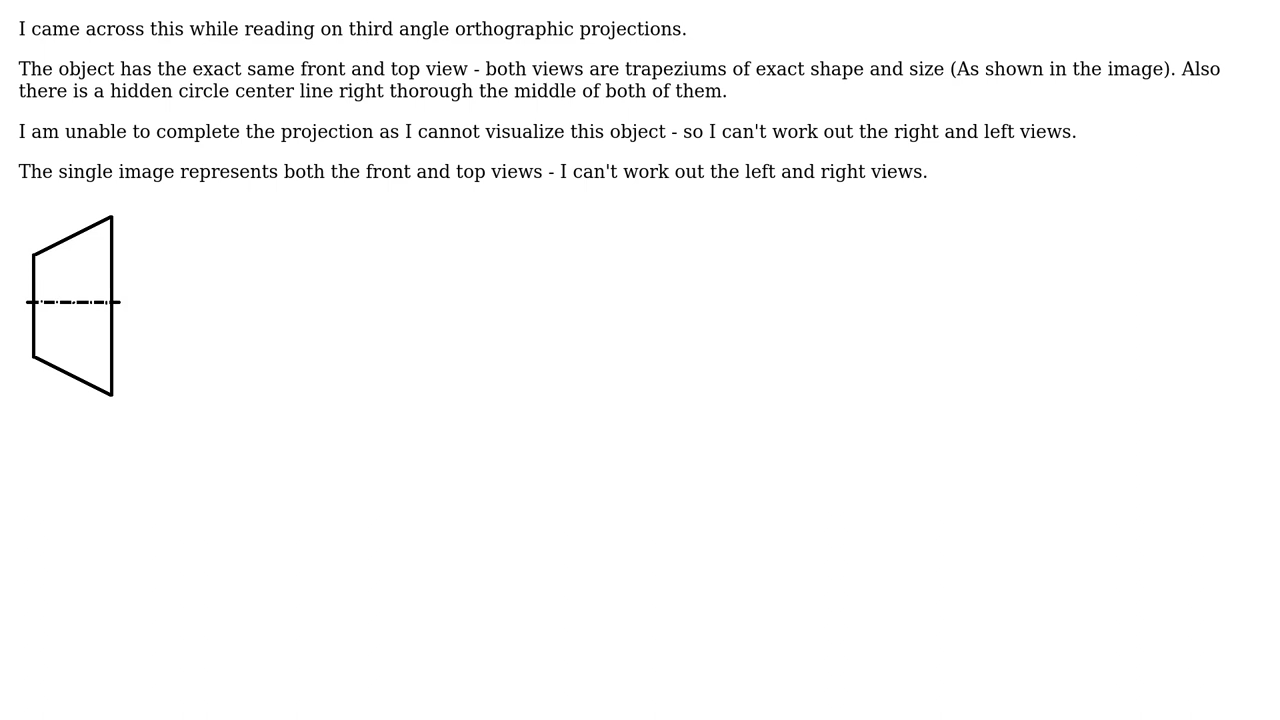 I came across this while reading on third angle orthographic projections.
The object has the exact same front and top view - both views are trapeziums of exact shape and size (As shown in the image). Also
there is a hidden circle center line right thorough the middle of both of them.
I am unable to complete the projection as I cannot visualize this object - so I can't work out the right and left views.
The single image represents both the front and top views - I can't work out the left and right views.